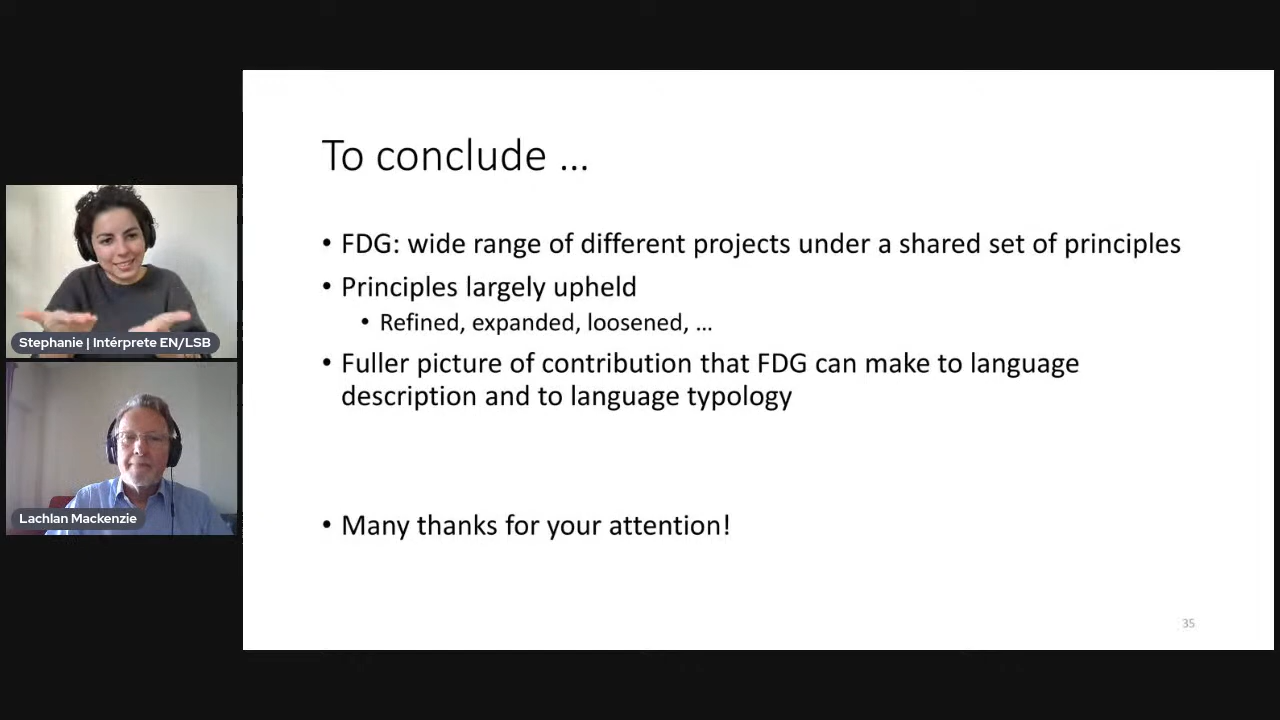 To conclude ...
• FDG: wide range of different projects under a shared set of principles
• Principles largely upheld
• Refined, expanded, loosened, ...
• Fuller picture of contribution that FDG can make to language
description and to language typology
• Many thanks for your attention!
35
Stephanie | Intérprete EN/LSB
Lachlan Mackenzie